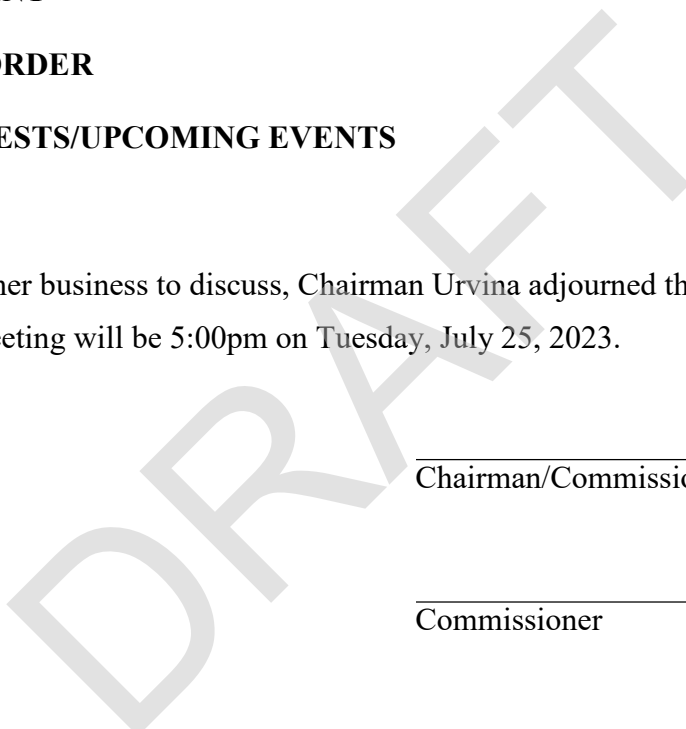 ORDER
ESTS/UPCOMING EVENTS
ner business to discuss, Chairman Urvina adjourned th
eeting will be 5:00pm on Tuesday, July 25, 2023.
Chairman/Commissio
Commissioner
DRAFT